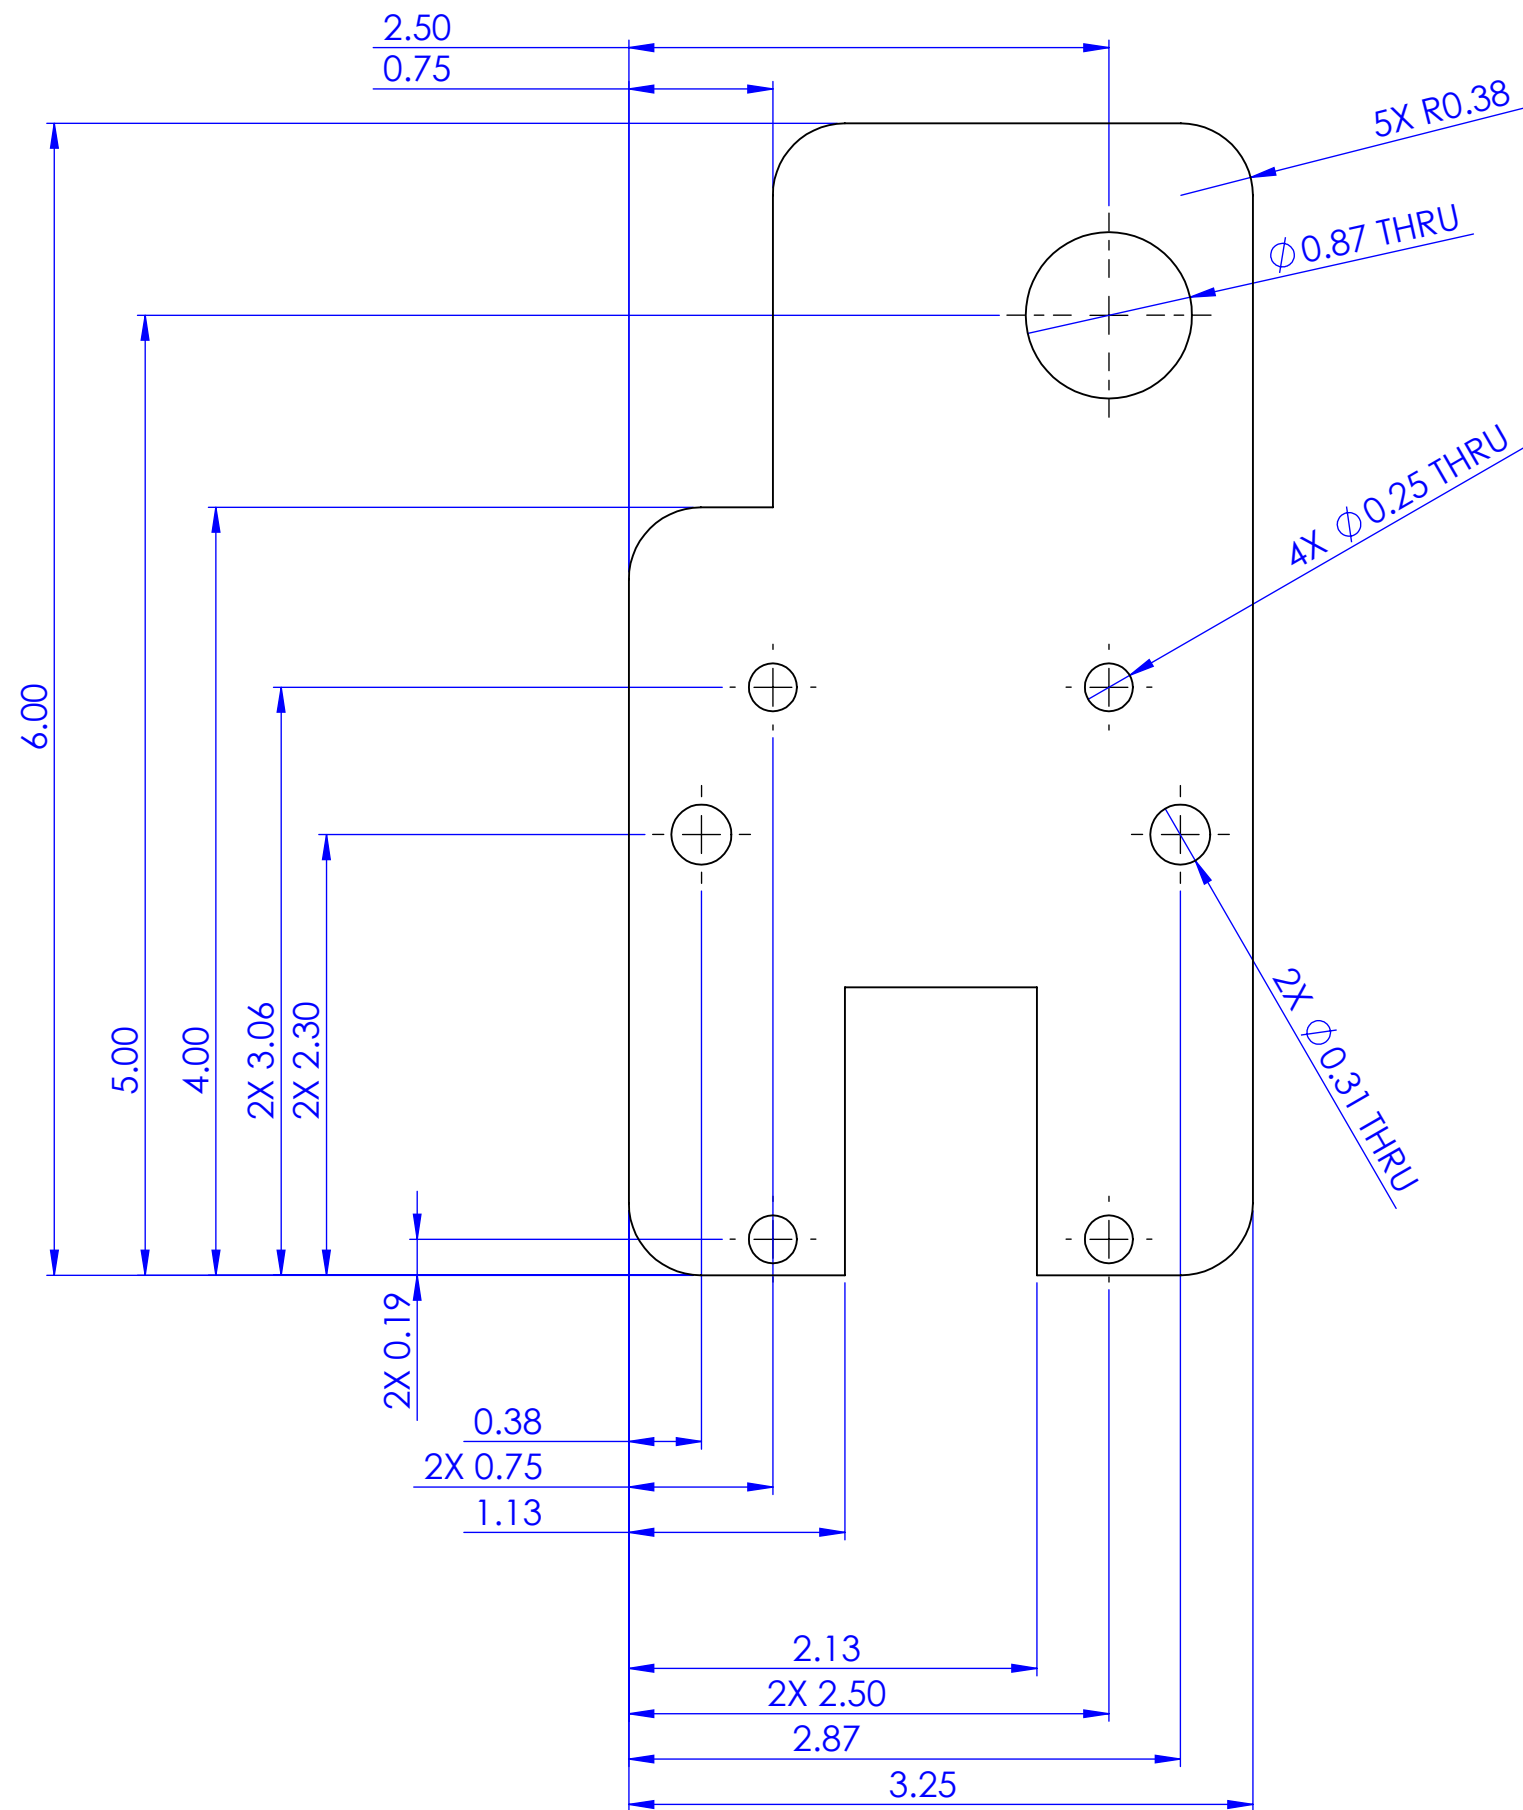 2.50
0.75
5X R0.38
∅0.87 THRU
4X ∅0.25 THRU
6.00
5.00
4.00
2X 3.06
2X 2.30
2X ∅0.31 THRU
2X 0.19
0.38
2X 0.75
1.13
2.13
2X 2.50
2.87
3.25